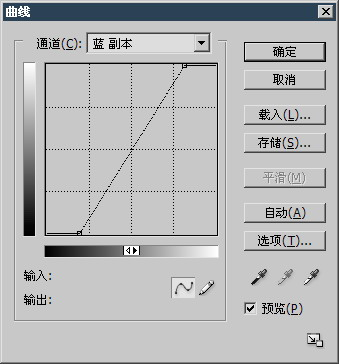 曲线
通道(C): 蓝 副本
确定
取消
载入(L)...
存储(S)...
平滑(M)
自动(A)
选项(T)...
输入:
输出:
预览(P)